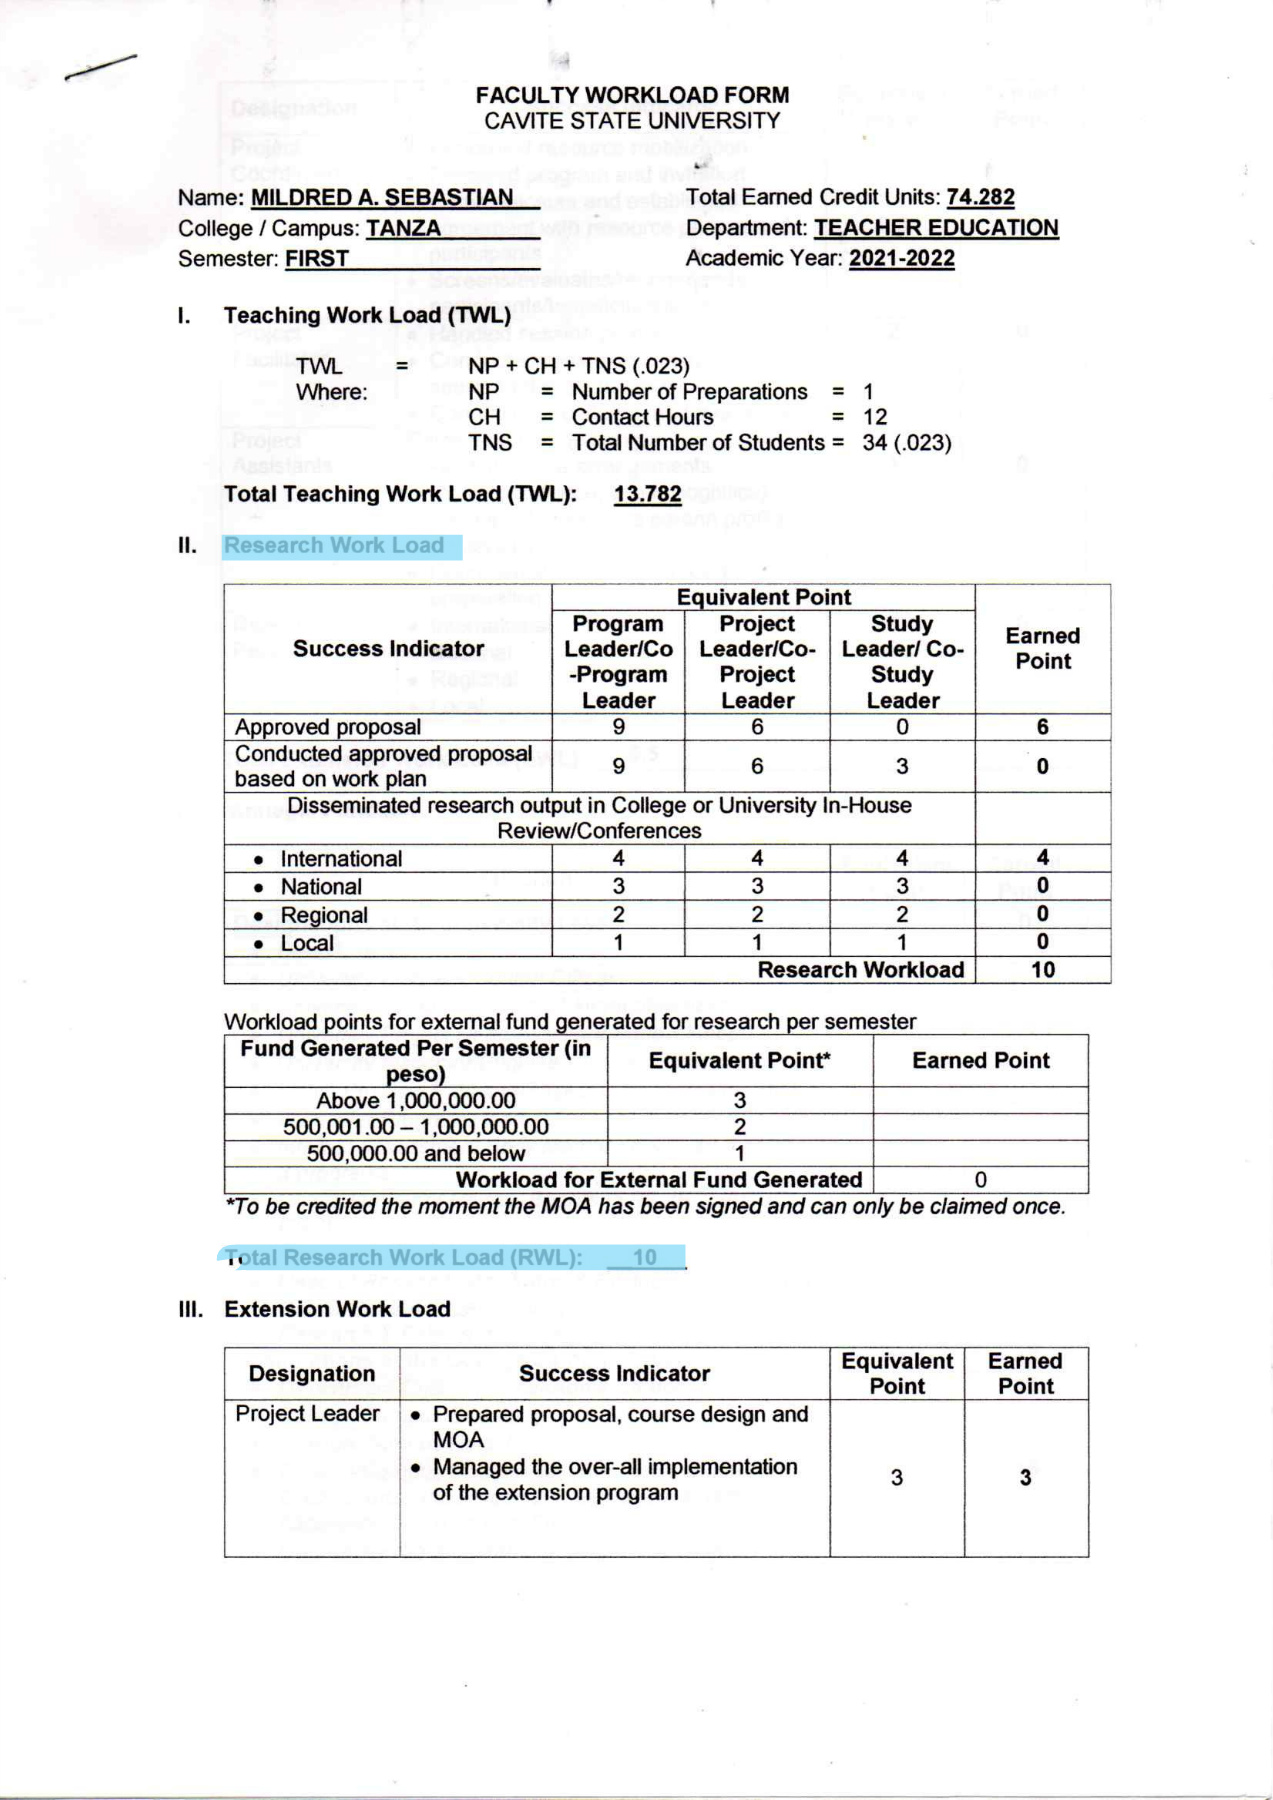 FACULTY WORKLOAD FORM
CAVITE STATE UNIVERSITY
Name: MILDRED A. SEBASTIAN Total Earned Credit Units: 74.282
College / Campus: TANZA Department: TEACHER EDUCATION
Semester: FIRST Academic Year: 2021-2022
I. Teaching Work Load (TWL)
TWL = NP + CH + TNS (.023)
Where: NP = Number of Preparations = 1
CH = Contact Hours = 12
TNS = Total Number of Students = 34 (.023)
Total Teaching Work Load (TWL): 13.782
II. Research Work Load
Success Indicator Equivalent Point Earned Point
Program Leader/Co-Program Leader Project Leader/Co-Project Leader Study Leader/ Co-Study Leader
Approved proposal 9 6 0 6
Conducted approved proposal based on work plan 9 6 3 0
Disseminated research output in College or University In-House
Review/Conferences
• International 4 4 4 4
• National 3 3 3 0
• Regional 2 2 2 0
• Local 1 1 1 0
Research Workload 10
Workload points for external fund generated for research per semester
Fund Generated Per Semester (in peso) Equivalent Point* Earned Point
Above 1,000,000.00 3
500,001.00 – 1,000,000.00 2
500,000.00 and below 1
Workload for External Fund Generated 0
*To be credited the moment the MOA has been signed and can only be claimed once.
Total Research Work Load (RWL): 10
III. Extension Work Load
Designation Success Indicator Equivalent Point Earned Point
Project Leader • Prepared proposal, course design and
MOA
• Managed the over-all implementation 3 3
of the extension program